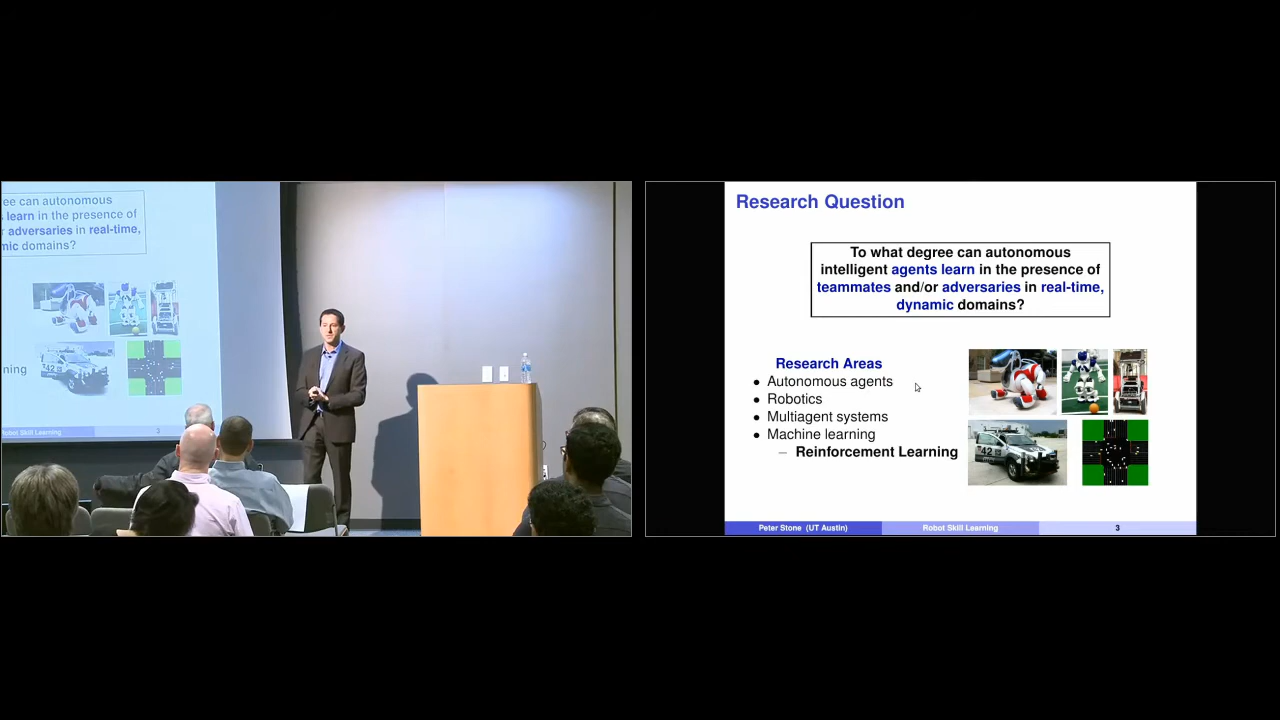 ee can autonomous
learn in the presence of
adversaries in real-time,
mic domains?
ning
42
Robot Skill Learning
3
Research Question
To what degree can autonomous
intelligent agents learn in the presence of
teammates and/or adversaries in real-time,
dynamic domains?
Research Areas
• Autonomous agents
• Robotics
• Multiagent systems
• Machine learning
– Reinforcement Learning
42
Peter Stone (UT Austin)
Robot Skill Learning
3